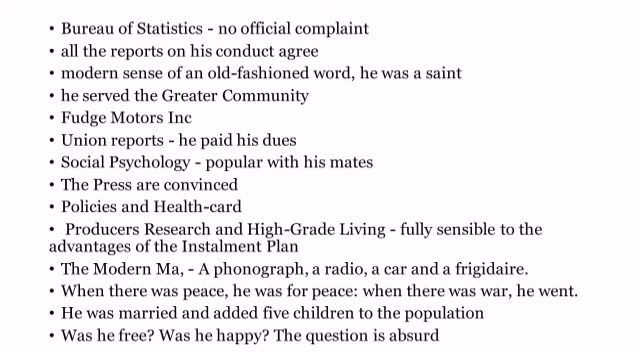 • Bureau of Statistics - no official complaint
• all the reports on his conduct agree
• modern sense of an old-fashioned word, he was a saint
• he served the Greater Community
• Fudge Motors Inc
• Union reports - he paid his dues
• Social Psychology - popular with his mates
• The Press are convinced
• Policies and Health-card
• Producers Research and High-Grade Living - fully sensible to the
advantages of the Instalment Plan
• The Modern Ma, - A phonograph, a radio, a car and a frigidaire.
• When there was peace, he was for peace: when there was war, he went.
• He was married and added five children to the population
• Was he free? Was he happy? The question is absurd